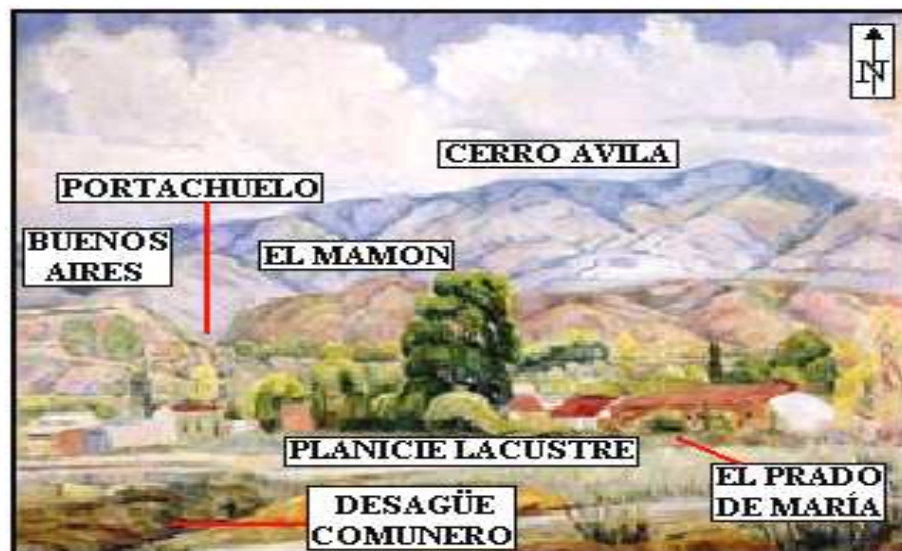 N
CERRO AVILA
PORTACHUELO
BUENOS
AIRES
EL MAMON
PLANICIE LACUSTRE
EL PRADO
DE MARÍA
DESAGÜE
COMUNERO